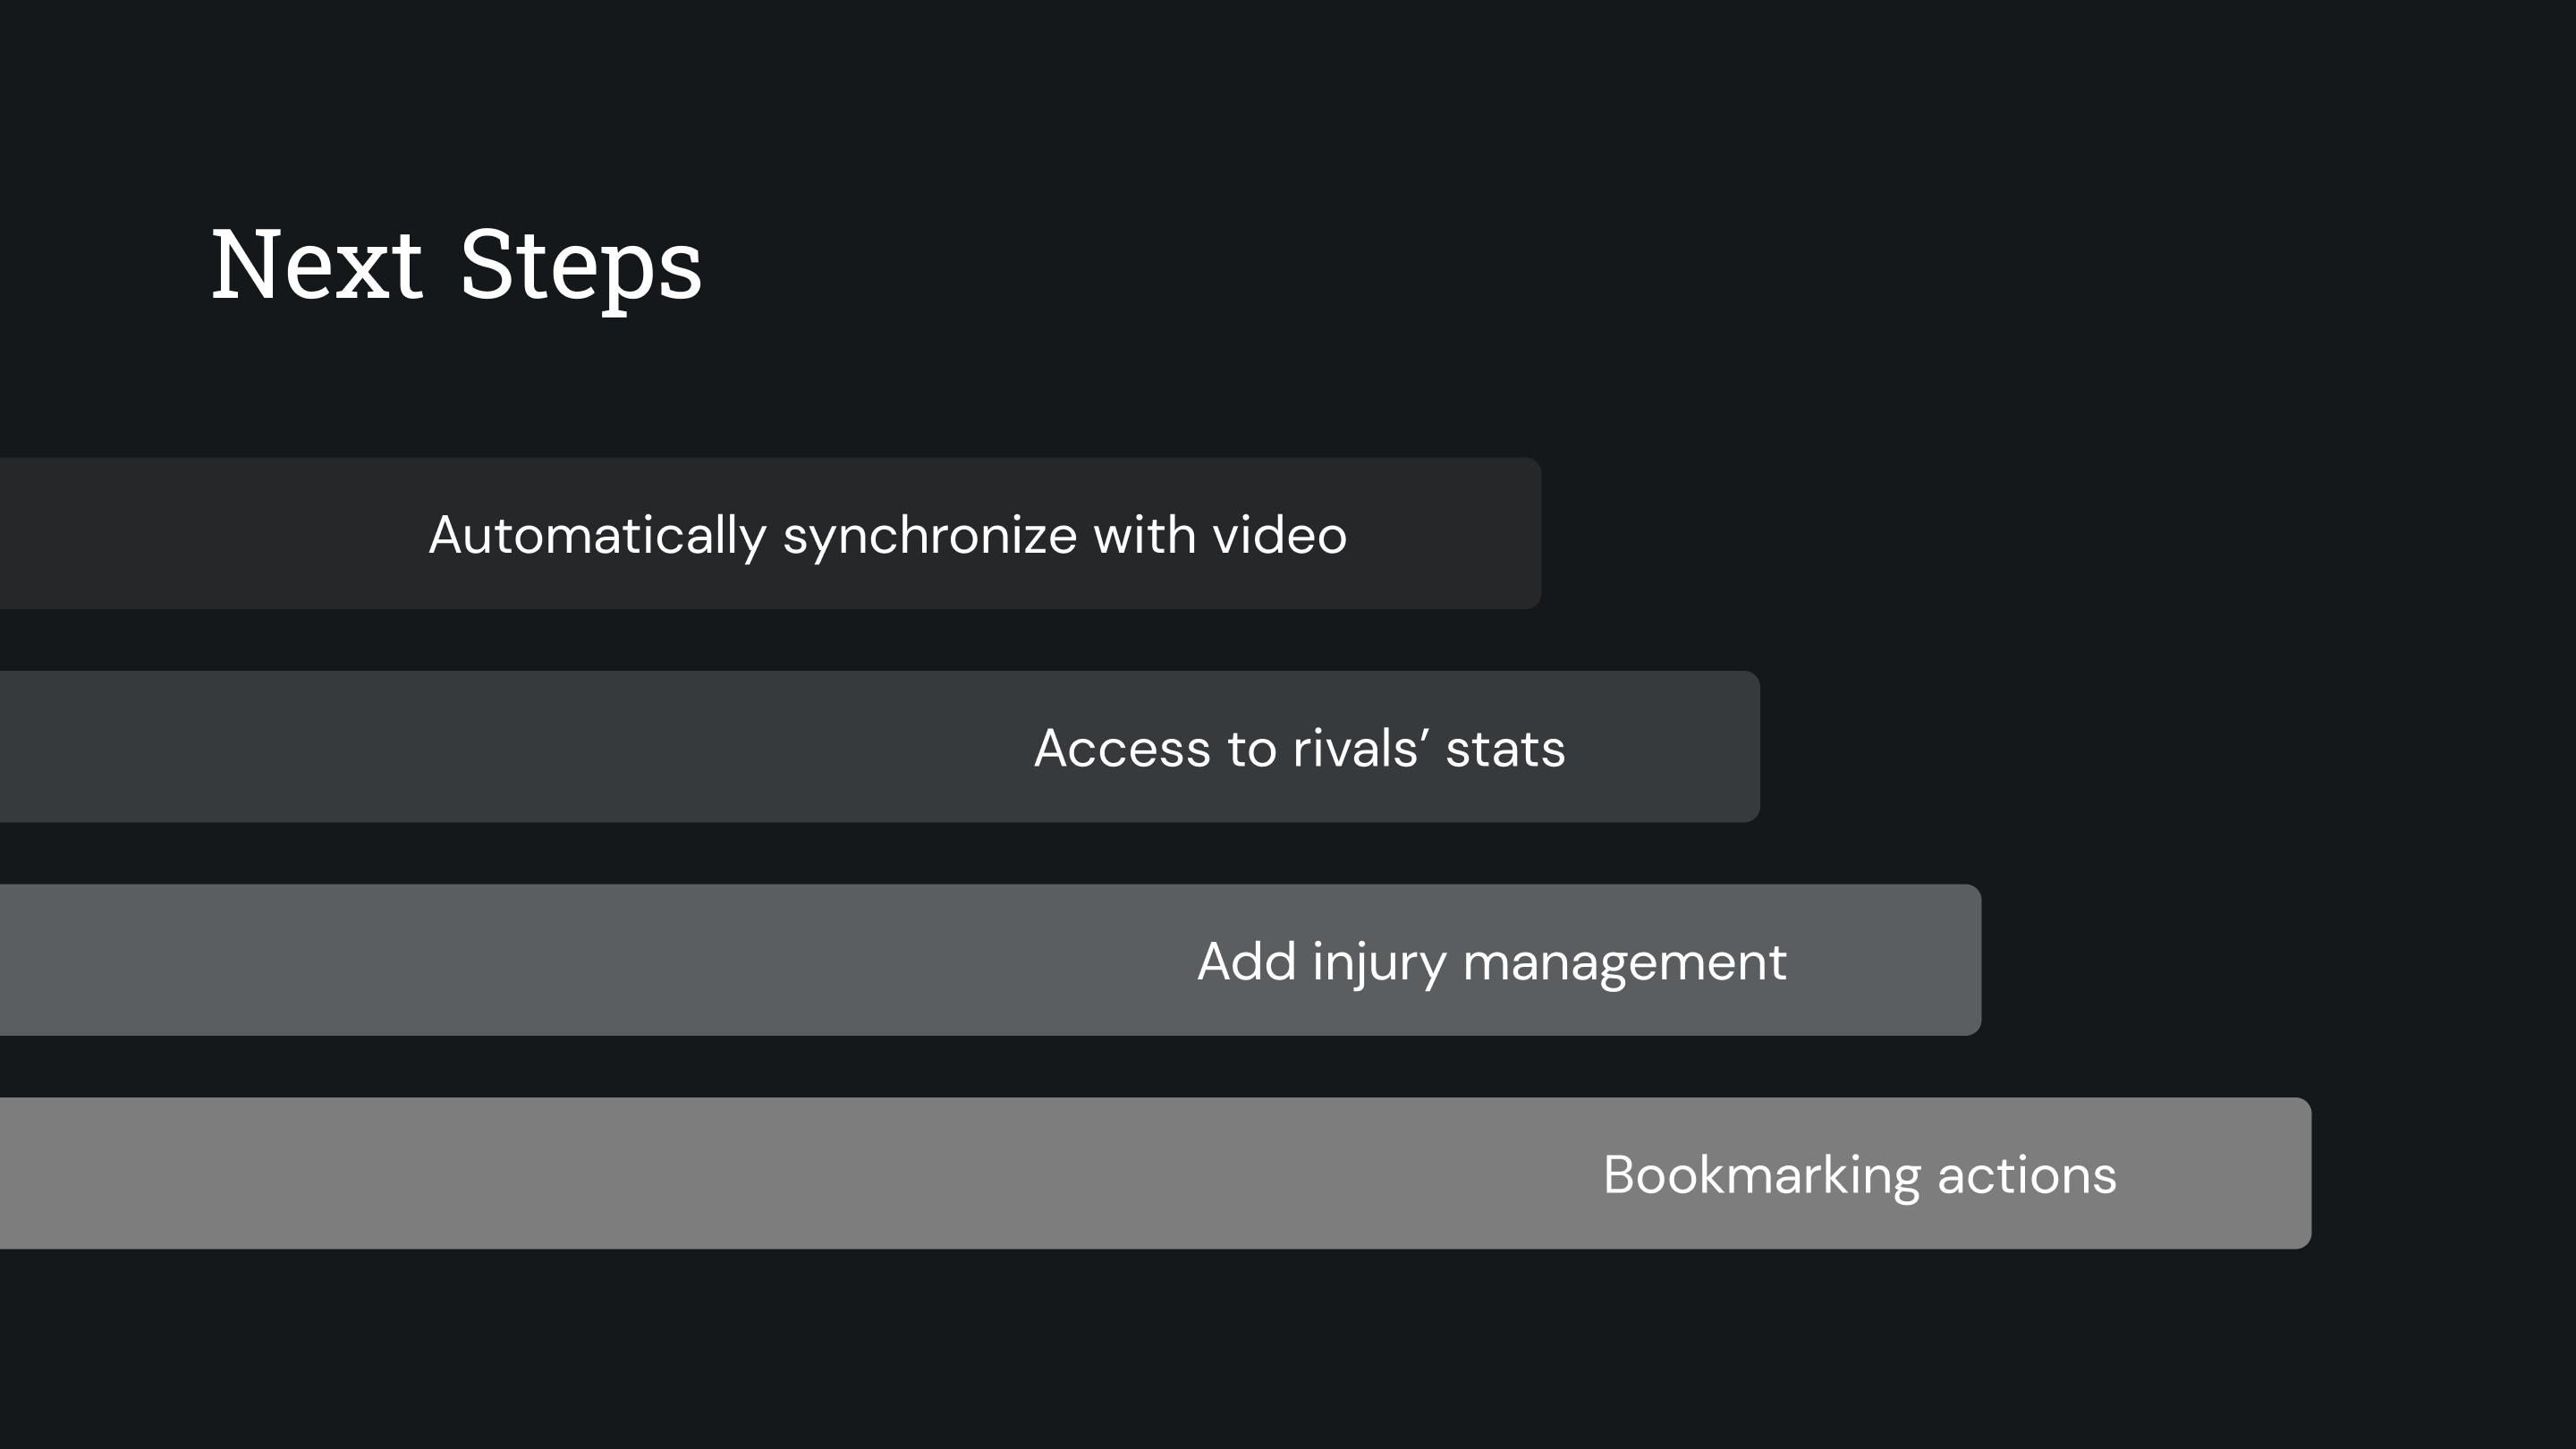 Next Steps
Automatically synchronize with video
Access to rivals’ stats
Add injury management
Bookmarking actions